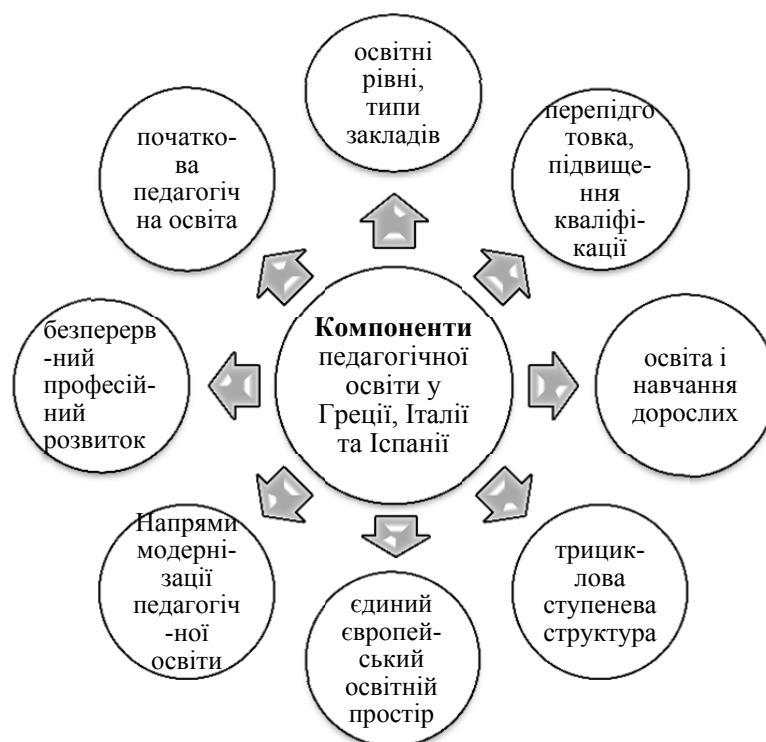 освітні
рівні,
типи
закладів
перепідго
товка,
підвище-
ння
кваліфі-
кації
освіта і
навчання
дорослих
трицик-
лова
ступенева
структура
єдиний
європей-
ський
освітній
простір
Напрями
модерні-
зації
педагогіч
-ної
освіти
безперерв
-ний
професій-
ний
розвиток
початко-
ва
педагогіч
на освіта
Компоненти
педагогічної
освіти у
Греції, Італії
та Іспанії